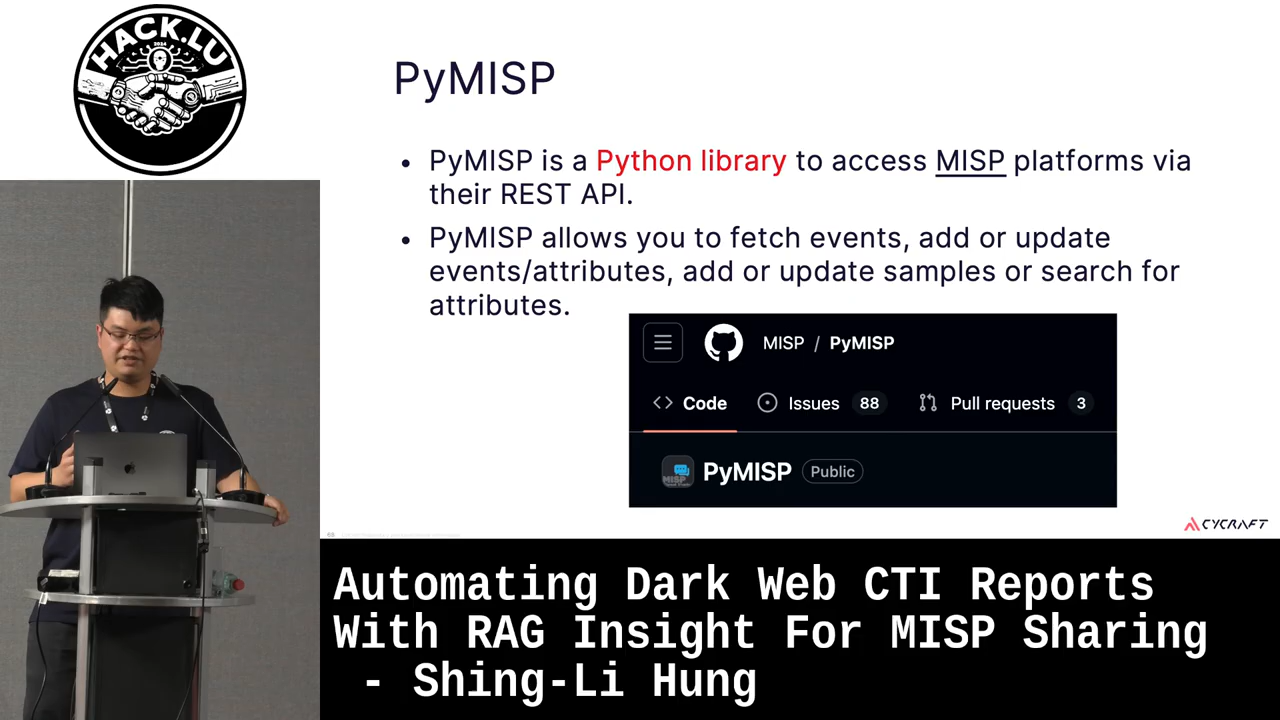 HACK.LU
2024
PyMISP
• PyMISP is a Python library to access MISP platforms via
their REST API.
• PyMISP allows you to fetch events, add or update
events/attributes, add or update samples or search for
attributes.
MISP / PyMISP
Code Issues 88 Pull requests 3
MISP
PyMISP Public
CYCRAFT
Automating Dark Web CTI Reports
With RAG Insight For MISP Sharing
- Shing-Li Hung